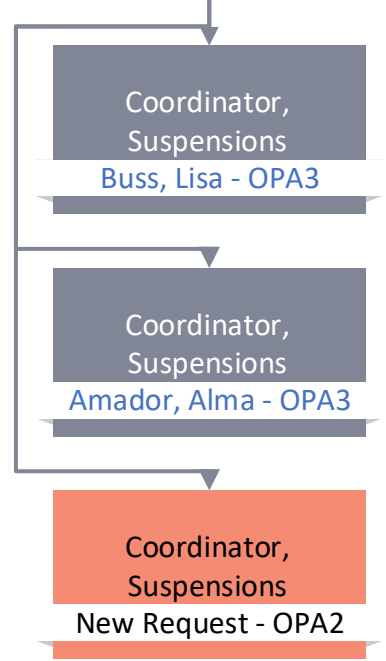 Coordinator,
Suspensions
Buss, Lisa - OPA3
Coordinator,
Suspensions
Amador, Alma - OPA3
Coordinator,
Suspensions
New Request - OPA2